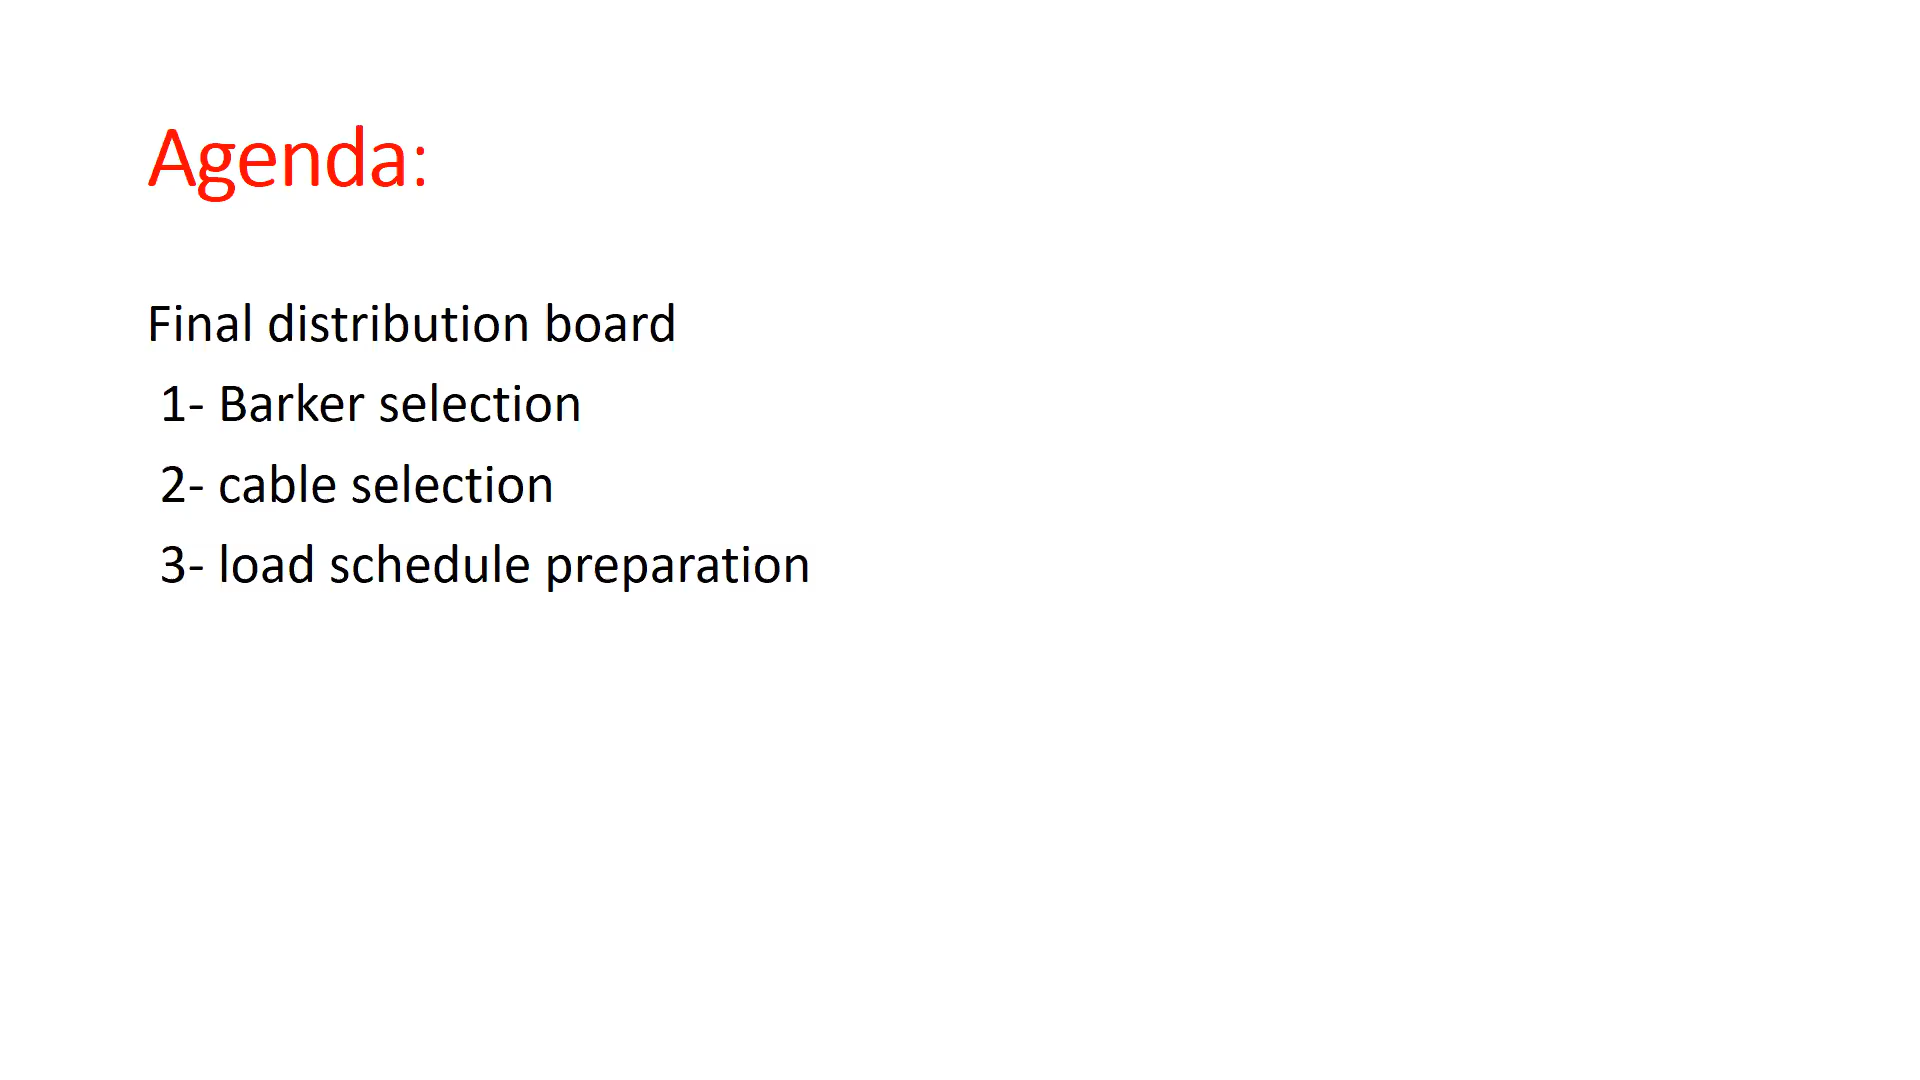 Agenda:
Final distribution board
1- Barker selection
2- cable selection
3- load schedule preparation